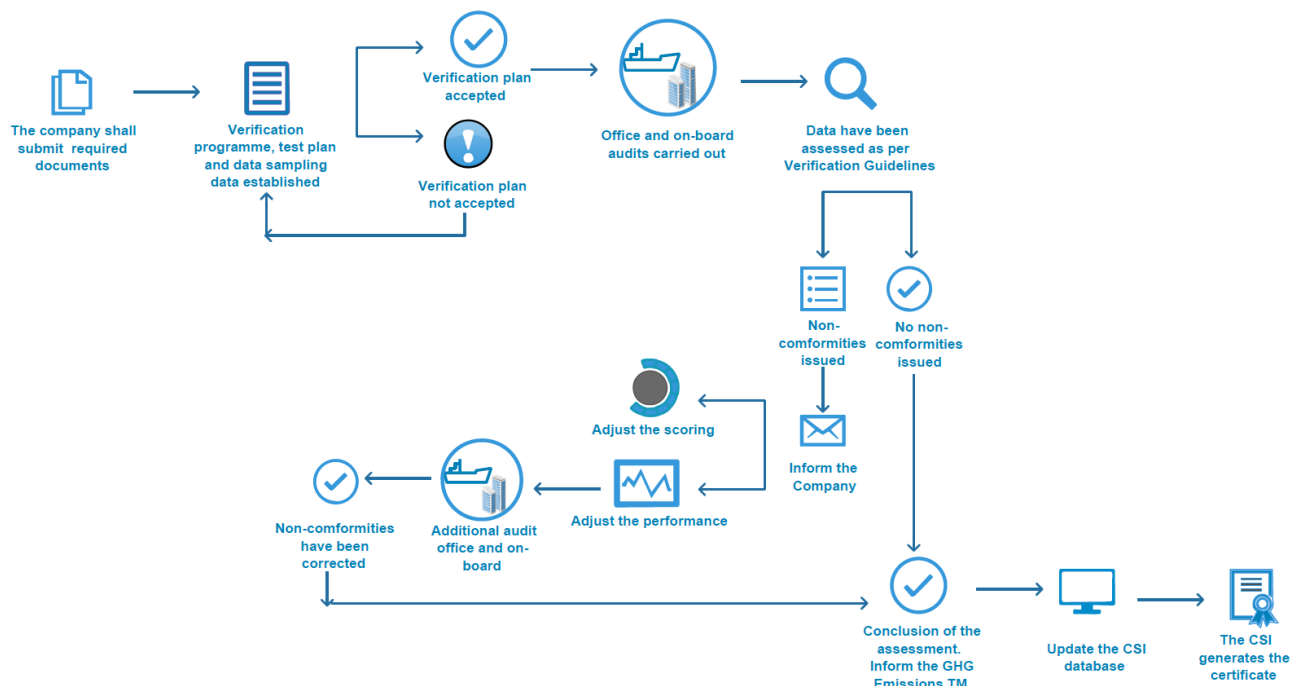 The company shall
submit required
documents
Verification
programme, test plan
and data sampling
data established
Verification plan
accepted
Verification plan
not accepted
Office and on-board
audits carried out
Data have been
assessed as per
Verification Guidelines
Non-
comformities
issued
No non-
comformities
issued
Inform the
Company
Adjust the scoring
Adjust the performance
Additional audit
office and on-
board
Non-comformities
have been
corrected
Conclusion of the
assessment.
Inform the GHG
Emissions TM
Update the CSI
database
The CSI
generates the
certificate